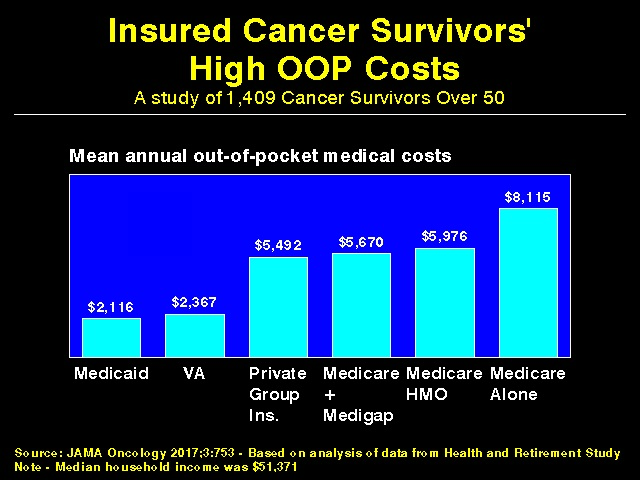 Insured Cancer Survivors'
High OOP Costs
A study of 1,409 Cancer Survivors Over 50
Mean annual out-of-pocket medical costs
$2,116
$2,367
$5,492
$5,670
$5,976
$8,115
Medicaid
VA
Private
Group
Ins.
Medicare
+
Medigap
Medicare
HMO
Medicare
Alone
Source: JAMA Oncology 2017;3:753 - Based on analysis of data from Health and Retirement Study
Note - Median household income was $51,371